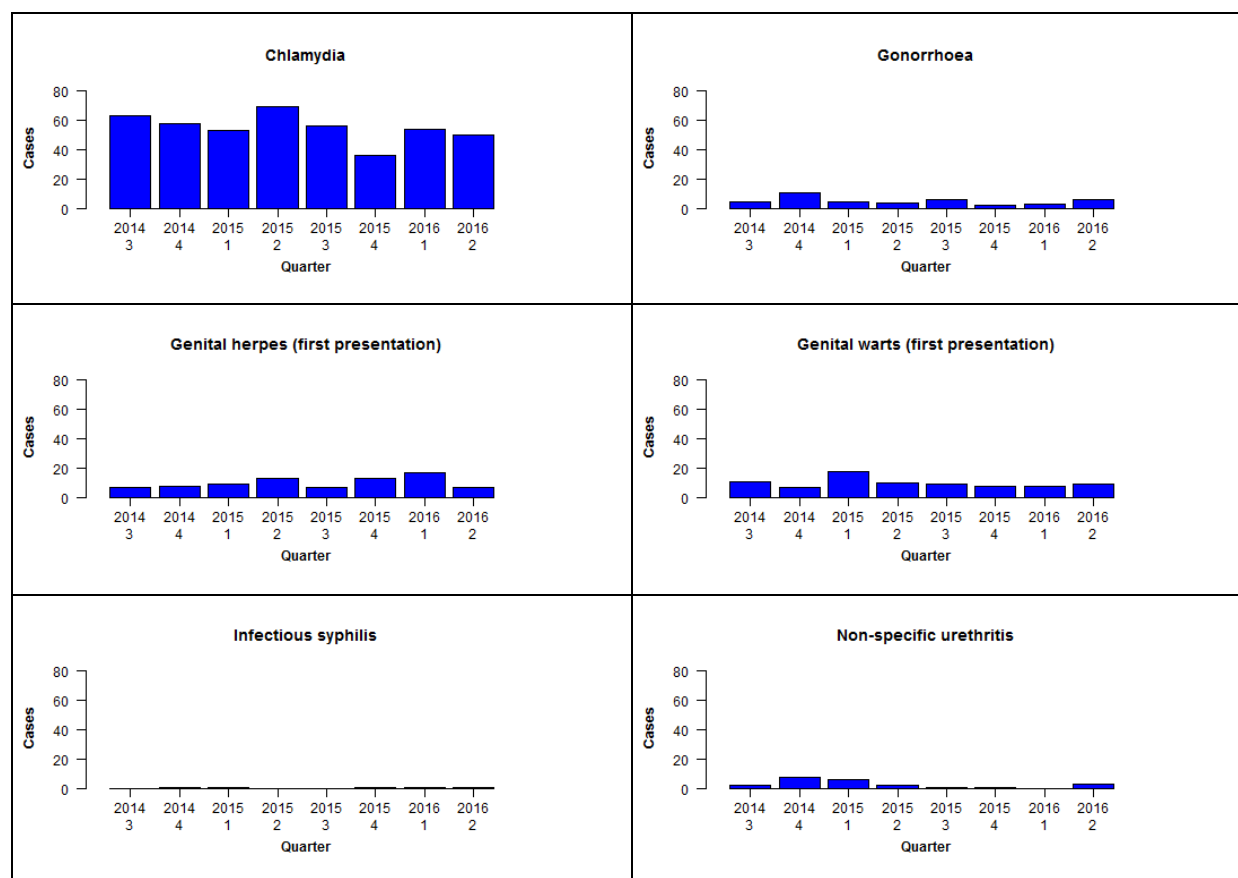 Chlamydia
80
60
40
20
0
Cases
2014 2014 2015 2015 2015 2015 2016 2016
3 4 1 2 3 4 1 2
Quarter
Gonorrhoea
80
60
40
20
0
Cases
2014 2014 2015 2015 2015 2015 2016 2016
3 4 1 2 3 4 1 2
Quarter
Genital herpes (first presentation)
80
60
40
20
0
Cases
2014 2014 2015 2015 2015 2015 2016 2016
3 4 1 2 3 4 1 2
Quarter
Genital warts (first presentation)
80
60
40
20
0
Cases
2014 2014 2015 2015 2015 2015 2016 2016
3 4 1 2 3 4 1 2
Quarter
Infectious syphilis
80
60
40
20
0
Cases
2014 2014 2015 2015 2015 2015 2016 2016
3 4 1 2 3 4 1 2
Quarter
Non-specific urethritis
80
60
40
20
0
Cases
2014 2014 2015 2015 2015 2015 2016 2016
3 4 1 2 3 4 1 2
Quarter